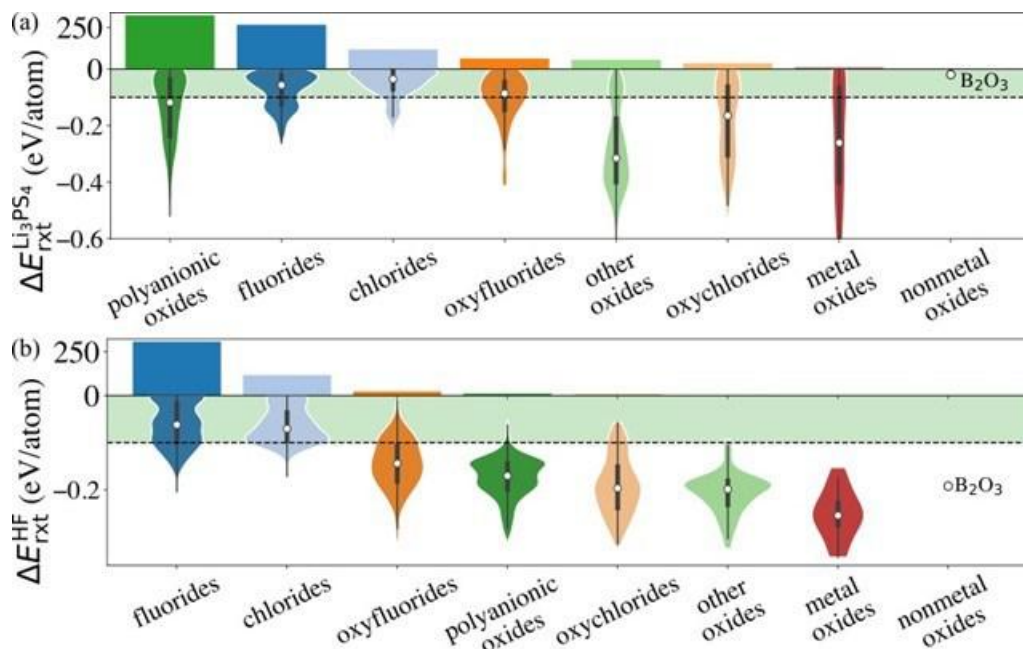 (a)
250
0
−0.2
−0.4
−0.6
ΔE_rxt^Li₃PS₄ (eV/atom)
B₂O₃
polyanionic oxides
fluorides
chlorides
oxyfluorides
other oxides
oxychlorides
metal oxides
nonmetal oxides
(b)
250
0
−0.2
ΔE_rxt^HF (eV/atom)
B₂O₃
fluorides
chlorides
oxyfluorides
polyanionic oxides
oxychlorides
other oxides
metal oxides
nonmetal oxides